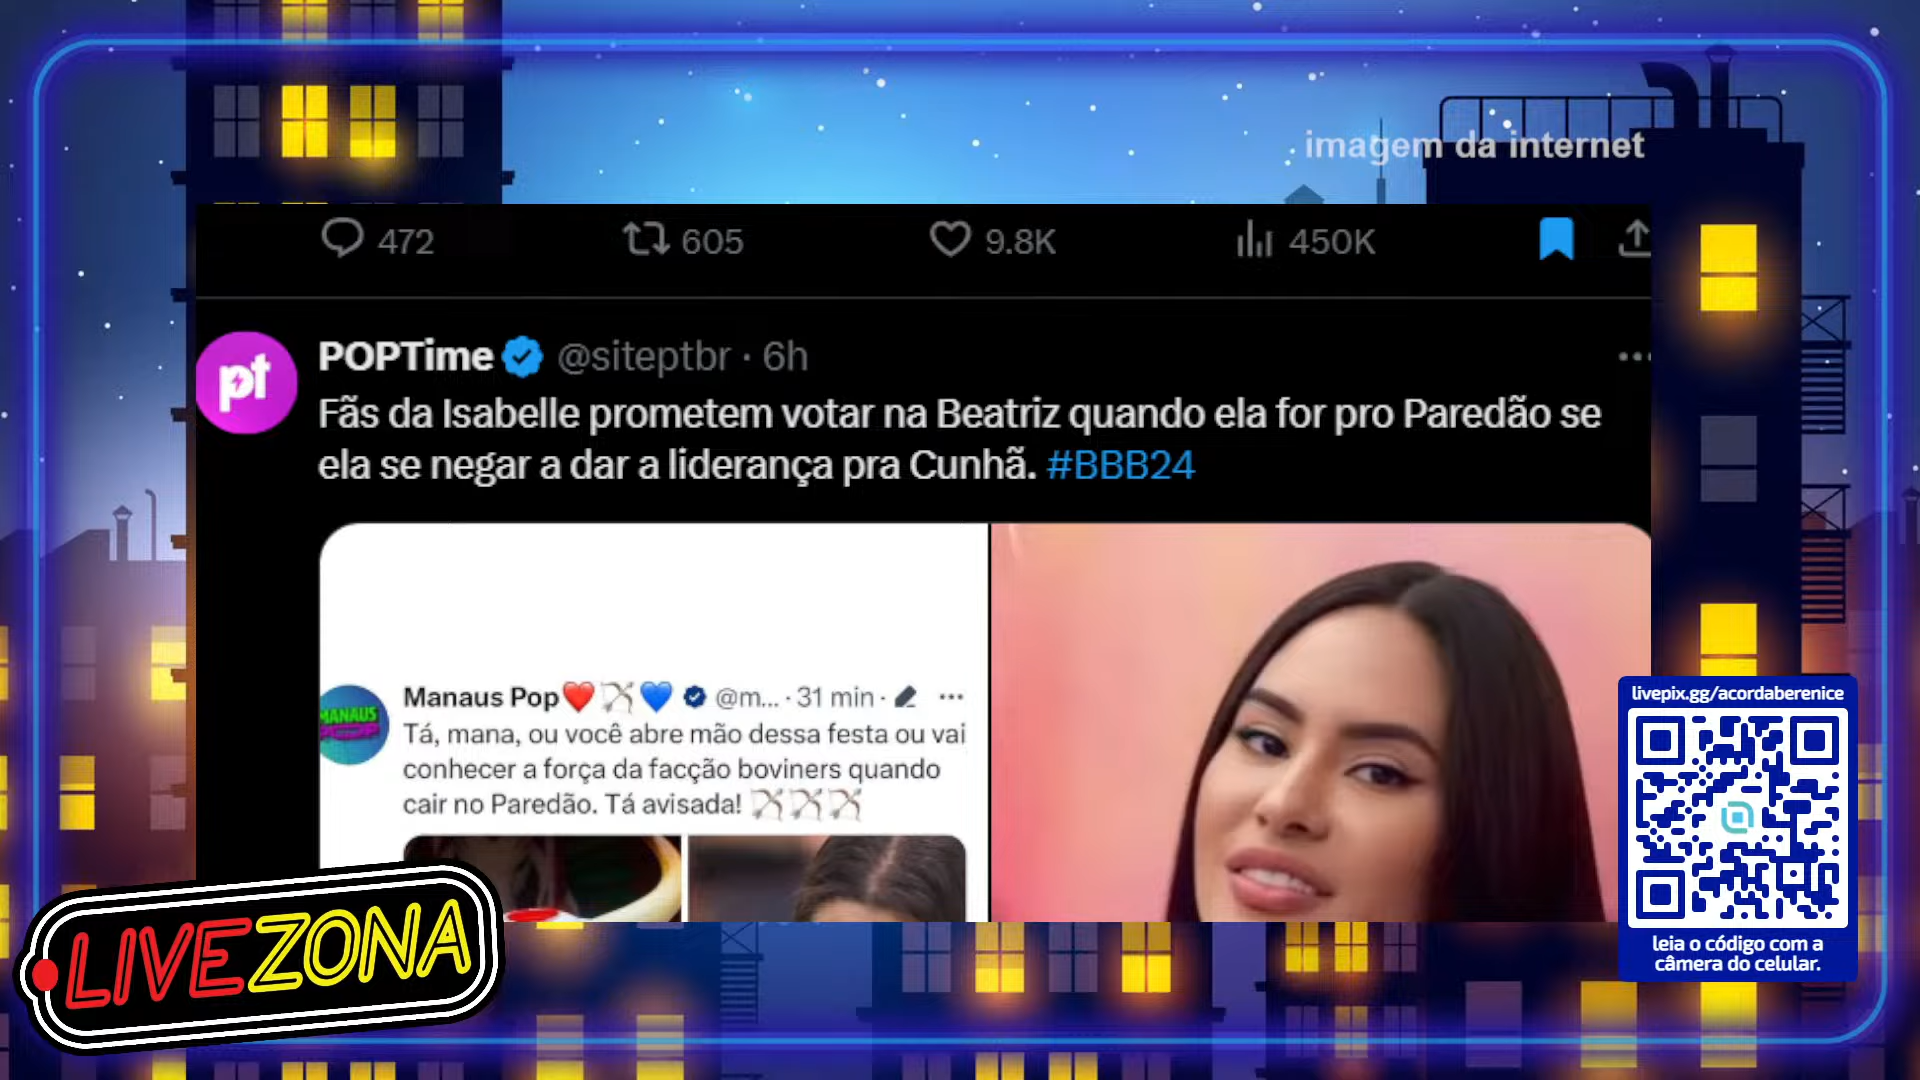 imagem da internet
472 605 9.8K 450K
pt POPTime @siteptbr · 6h
Fãs da Isabelle prometem votar na Beatriz quando ela for pro Paredão se
ela se negar a dar a liderança pra Cunhã. #BBB24
Manaus Pop❤️🏹💙 @m... · 31 min ·
MANAUS
Tá, mana, ou você abre mão dessa festa ou vai
conhecer a força da facção boviners quando
cair no Paredão. Tá avisada! 🏹🏹🏹
livepix.gg/acordaberenice
leia o código com a
câmera do celular.
LIVEZONA